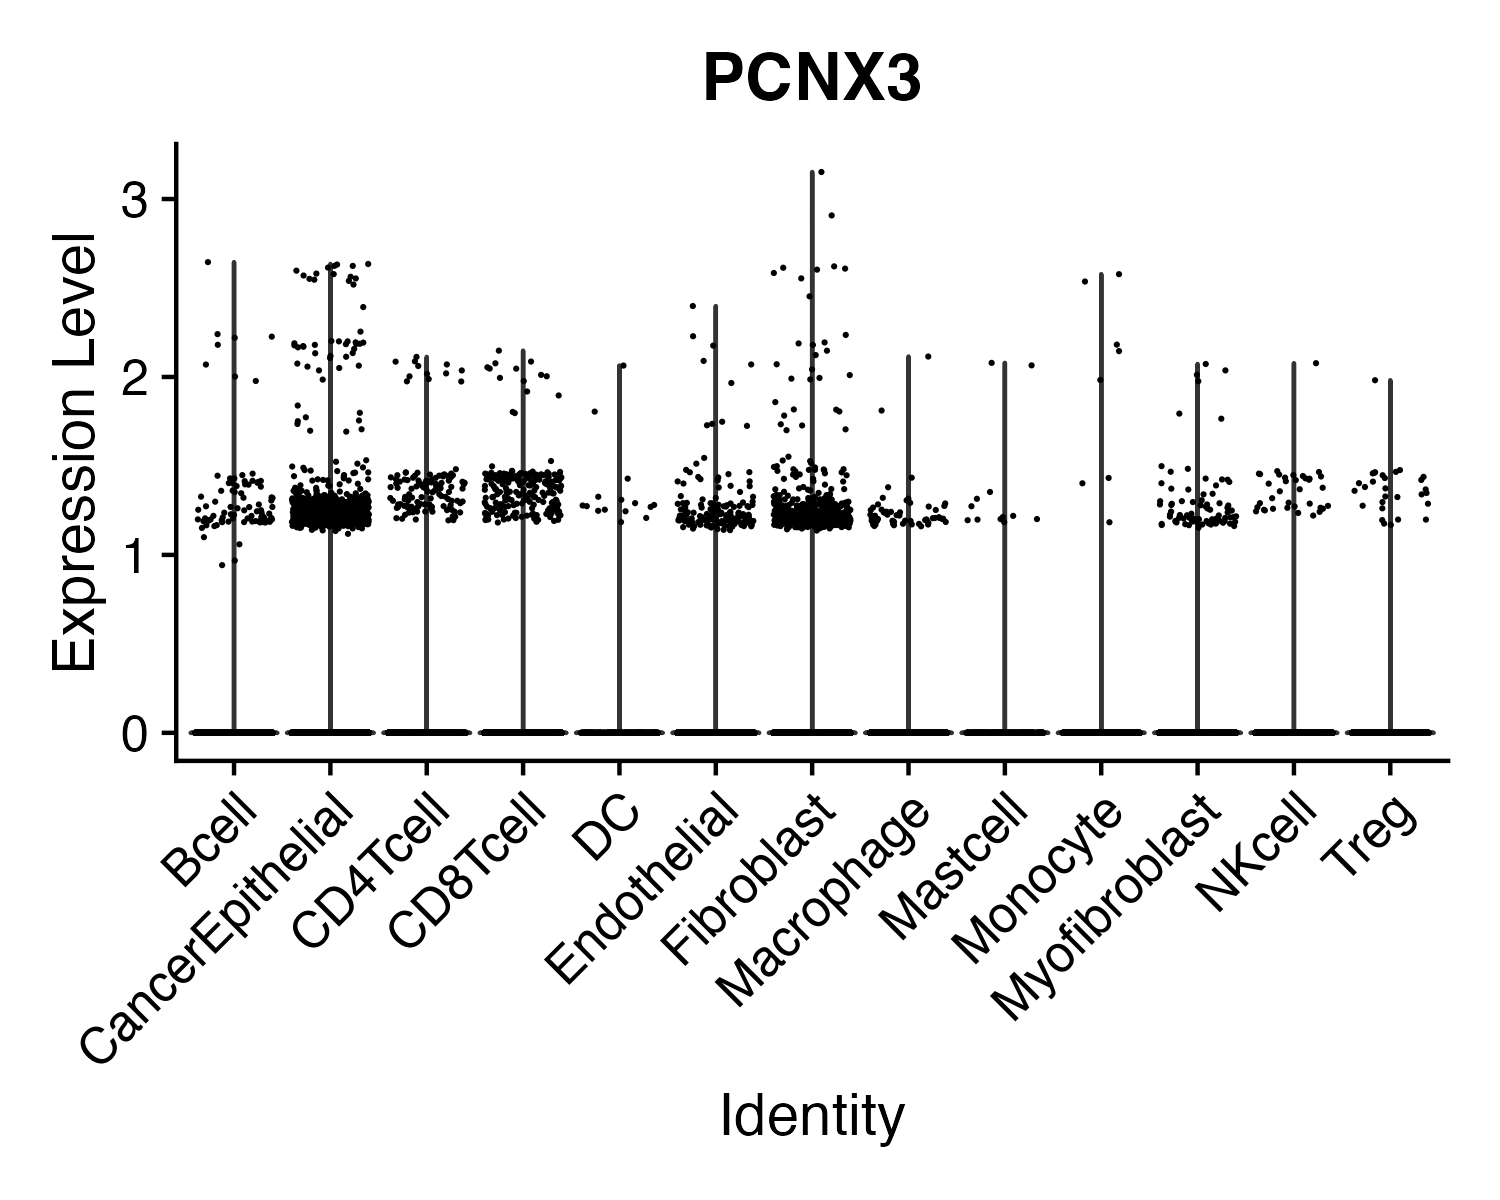 PCNX3
Expression Level
3
2
1
0
Bcell
CancerEpithelial
CD4Tcell
CD8Tcell
DC
Endothelial
Fibroblast
Macrophage
Mastcell
Monocyte
Myofibroblast
NKcell
Treg
Identity